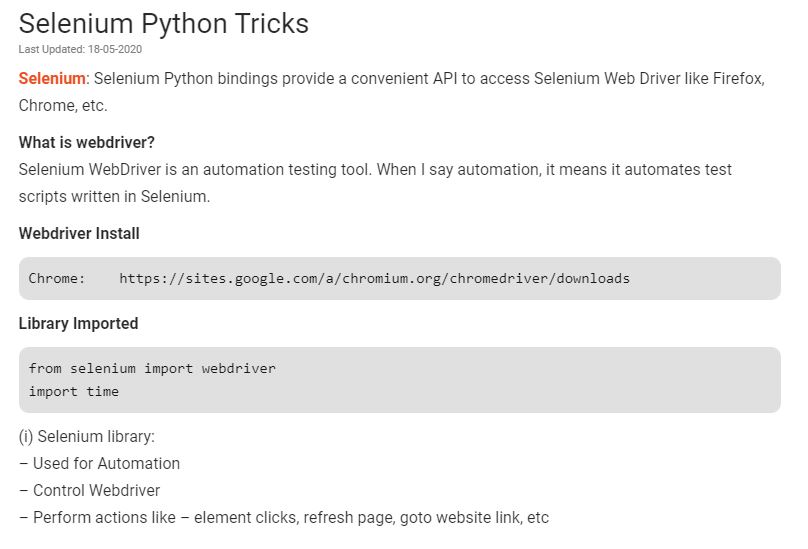 Selenium Python Tricks
Last Updated: 18-05-2020
Selenium: Selenium Python bindings provide a convenient API to access Selenium Web Driver like Firefox,
Chrome, etc.
What is webdriver?
Selenium WebDriver is an automation testing tool. When I say automation, it means it automates test
scripts written in Selenium.
Webdriver Install
Chrome:    https://sites.google.com/a/chromium.org/chromedriver/downloads
Library Imported
from selenium import webdriver
import time
(i) Selenium library:
– Used for Automation
– Control Webdriver
– Perform actions like – element clicks, refresh page, goto website link, etc